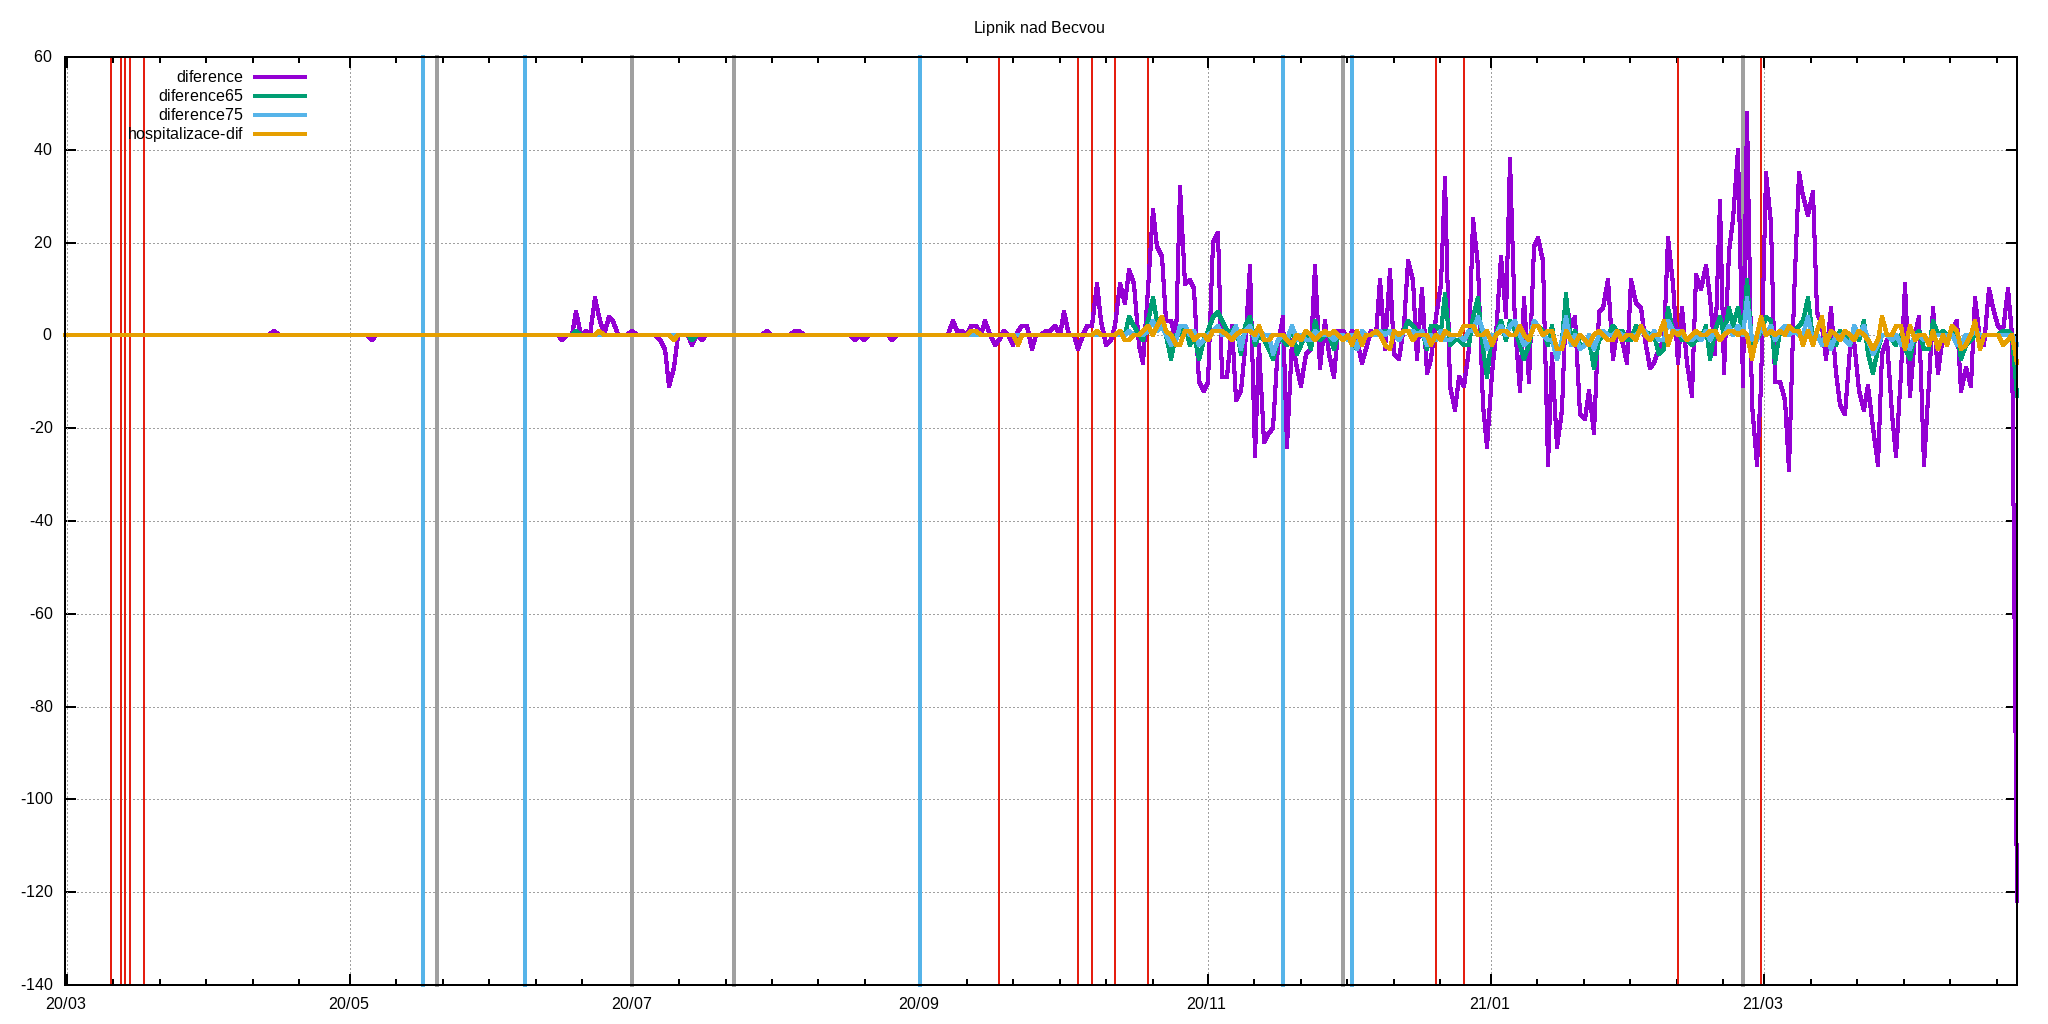 Lipnik nad Becvou
60
40
20
0
-20
-40
-60
-80
-100
-120
-140
diference
diference65
diference75
hospitalizace-dif
20/03 20/05 20/07 20/09 20/11 21/01 21/03